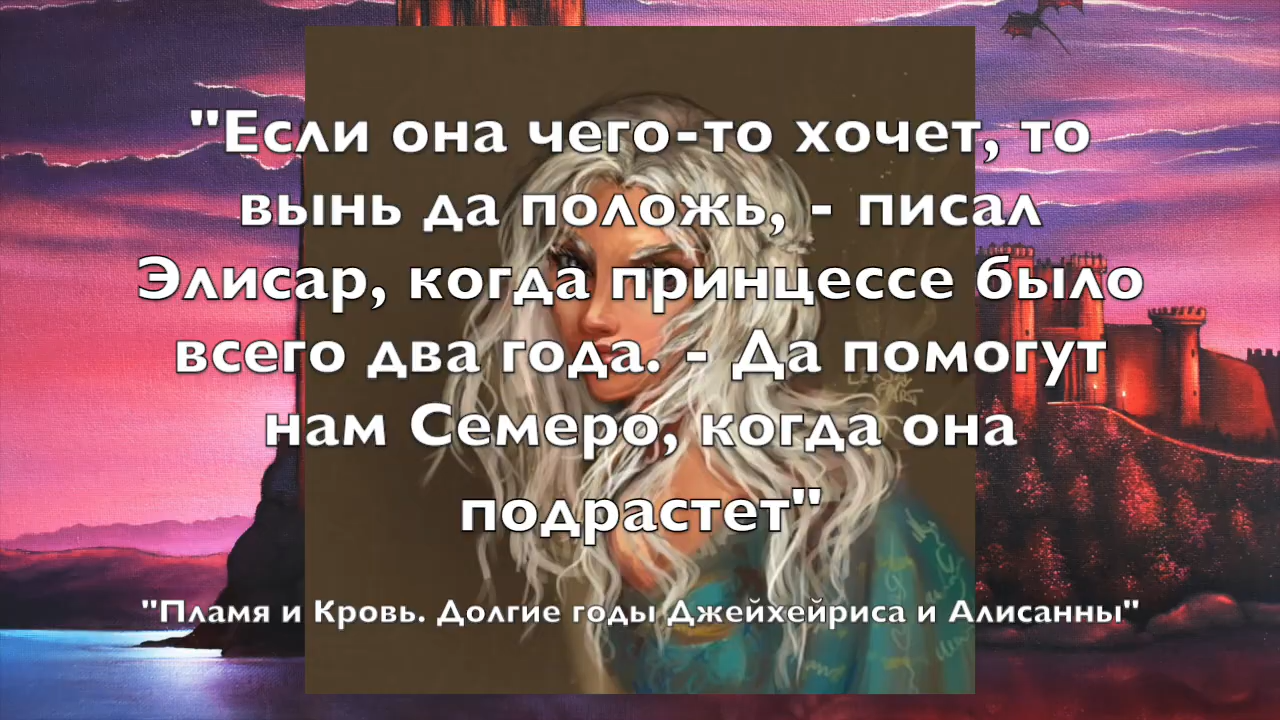 "Если она чего-то хочет, то
вынь да положь, - писал
Элисар, когда принцессе было
всего два года. - Да помогут
нам Семеро, когда она
подрастет"
"Пламя и Кровь. Долгие годы Джейхейриса и Алисанны"